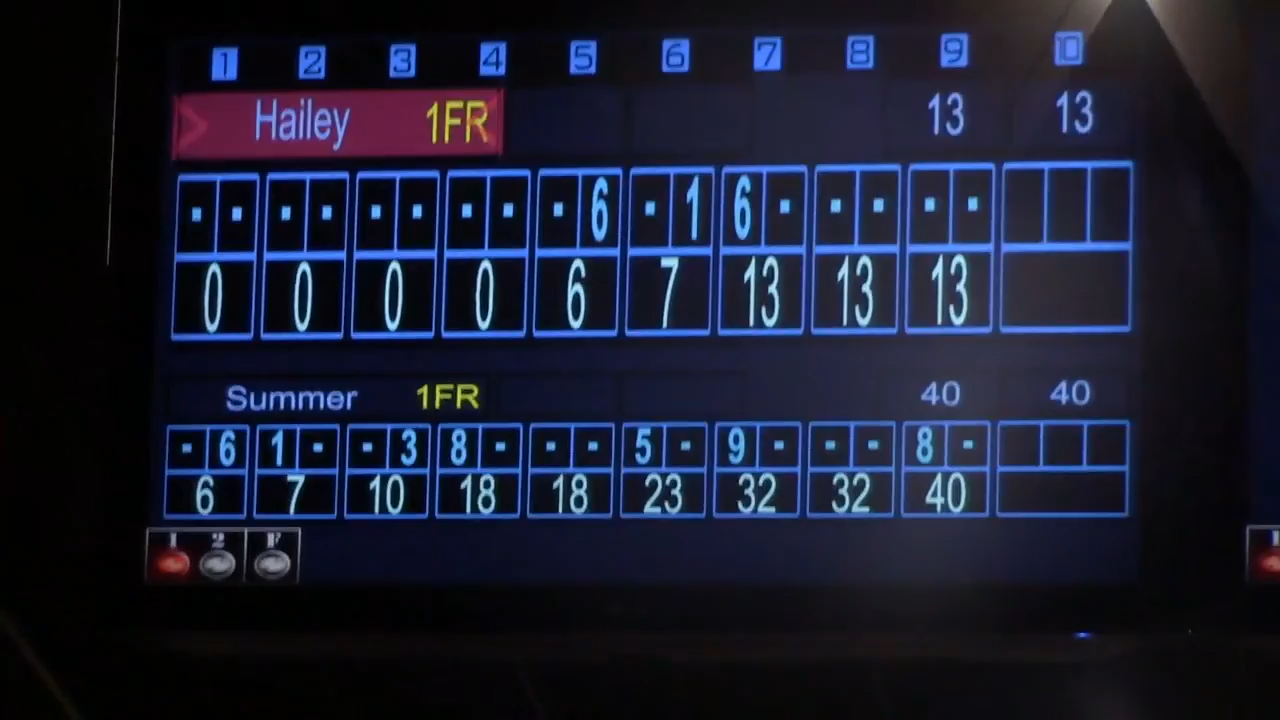 1 2 3 4 5 6 7 8 9 10
Hailey 1FR 13 13
- - - - - - - - - 6 - 1 6 - - - - -
0 0 0 0 6 7 13 13 13
Summer 1FR 40 40
- 6 1 - - 3 8 - - - 5 - 9 - - - 8 -
6 7 10 18 18 23 32 32 40
1 2 F
1